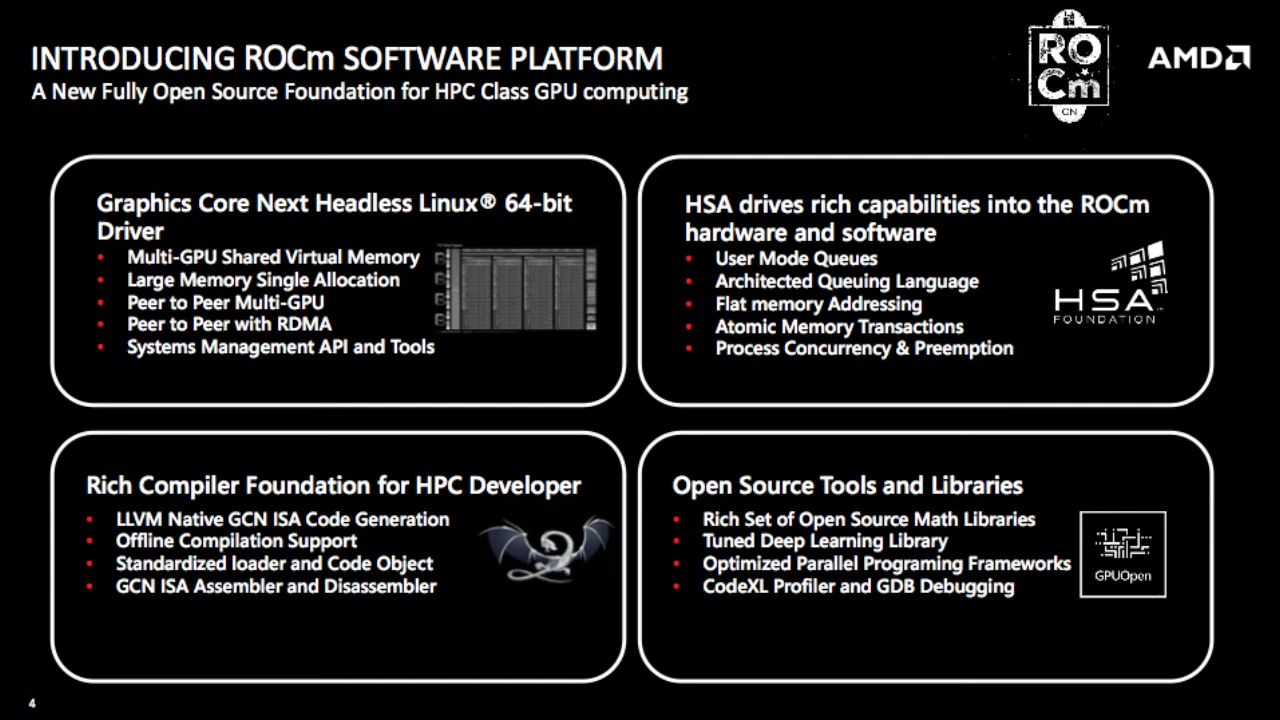 INTRODUCING ROCm SOFTWARE PLATFORM
A New Fully Open Source Foundation for HPC Class GPU computing
RO
Cm
ON
AMD
Graphics Core Next Headless Linux® 64-bit
Driver
• Multi-GPU Shared Virtual Memory
• Large Memory Single Allocation
• Peer to Peer Multi-GPU
• Peer to Peer with RDMA
• Systems Management API and Tools
HSA drives rich capabilities into the ROCm
hardware and software
• User Mode Queues
• Architected Queuing Language
• Flat memory Addressing
• Atomic Memory Transactions
• Process Concurrency & Preemption
HSA
FOUNDATION
Rich Compiler Foundation for HPC Developer
• LLVM Native GCN ISA Code Generation
• Offline Compilation Support
• Standardized loader and Code Object
• GCN ISA Assembler and Disassembler
Open Source Tools and Libraries
• Rich Set of Open Source Math Libraries
• Tuned Deep Learning Library
• Optimized Parallel Programing Frameworks
• CodeXL Profiler and GDB Debugging
GPUOpen
4